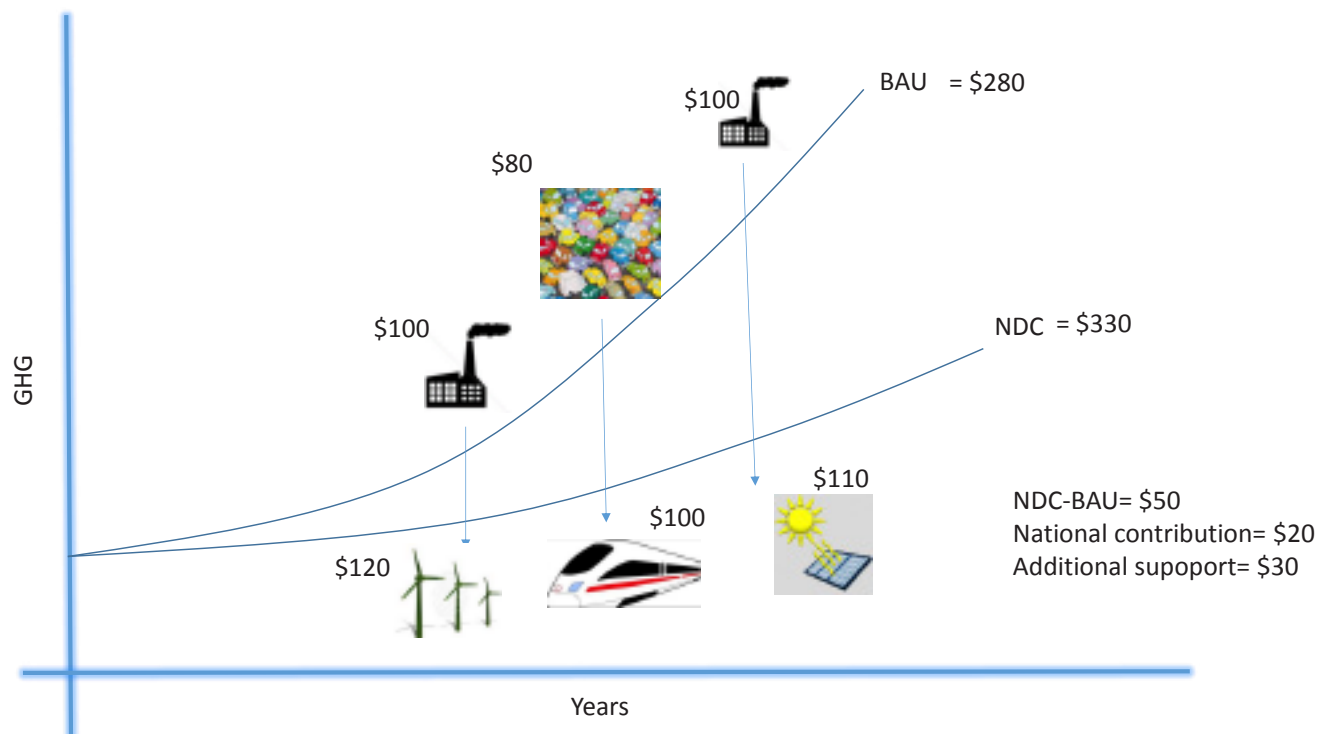 BAU = $280
$100
$80
$100
NDC = $330
GHG
$110
$100
$120
NDC-BAU= $50
National contribution= $20
Additional supoport= $30
Years